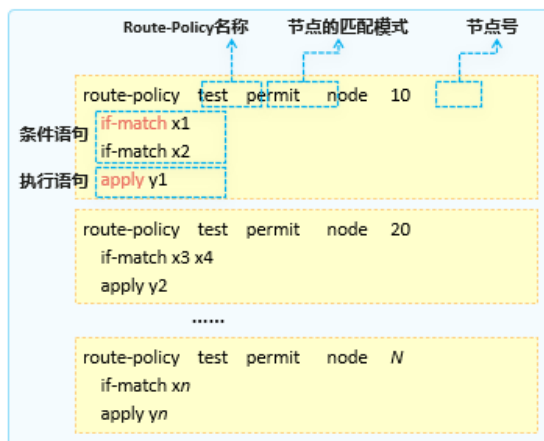 Route-Policy名称 节点的匹配模式 节点号
route-policy test permit node 10
条件语句 if-match x1
if-match x2
执行语句 apply y1
route-policy test permit node 20
if-match x3 x4
apply y2
......
route-policy test permit node N
if-match xn
apply yn